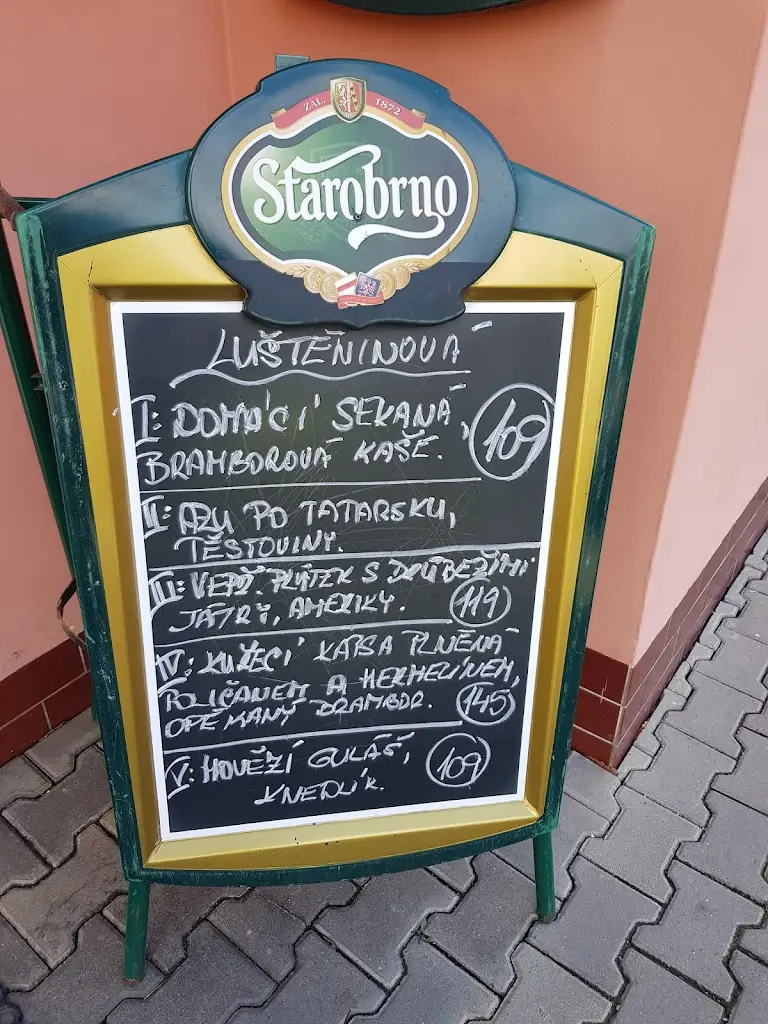 ZAL. 1872
Starobrno
LUŠTĚNINOVÁ
I: DOMÁCÍ SEKANÁ, 109
BRAMBOROVÁ KAŠE.
II: AZU PO TATARSKU,
TĚSTOVINY.
III: VEPŘ. PLÁTEK S DRŮBEŽÍMI
JÁTRY, AMERIKY. 119
IV: KUŘECÍ KAPSA PLNĚNÁ
POLIČANEM A HERMELÍNEM,
OPÉKANÝ BRAMBOR. 145
V: HOVĚZÍ GULÁŠ, 109
KNEDLÍK.